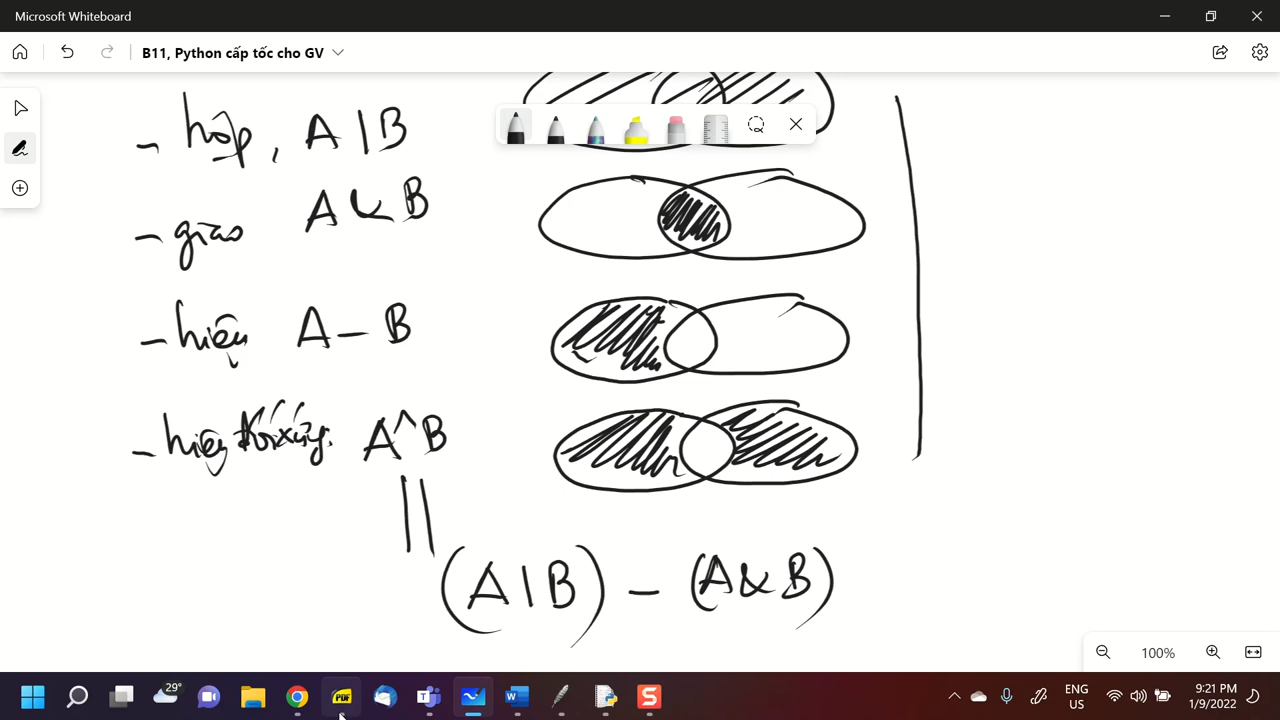 Microsoft Whiteboard
B11, Python cấp tốc cho GV
- hợp, A | B
- giao A & B
- hiệu A - B
- hiệu đối xứng: A ^ B
||
(A | B) - (A & B)
100%
29°
PDF
ENG
US
9:21 PM
1/9/2022